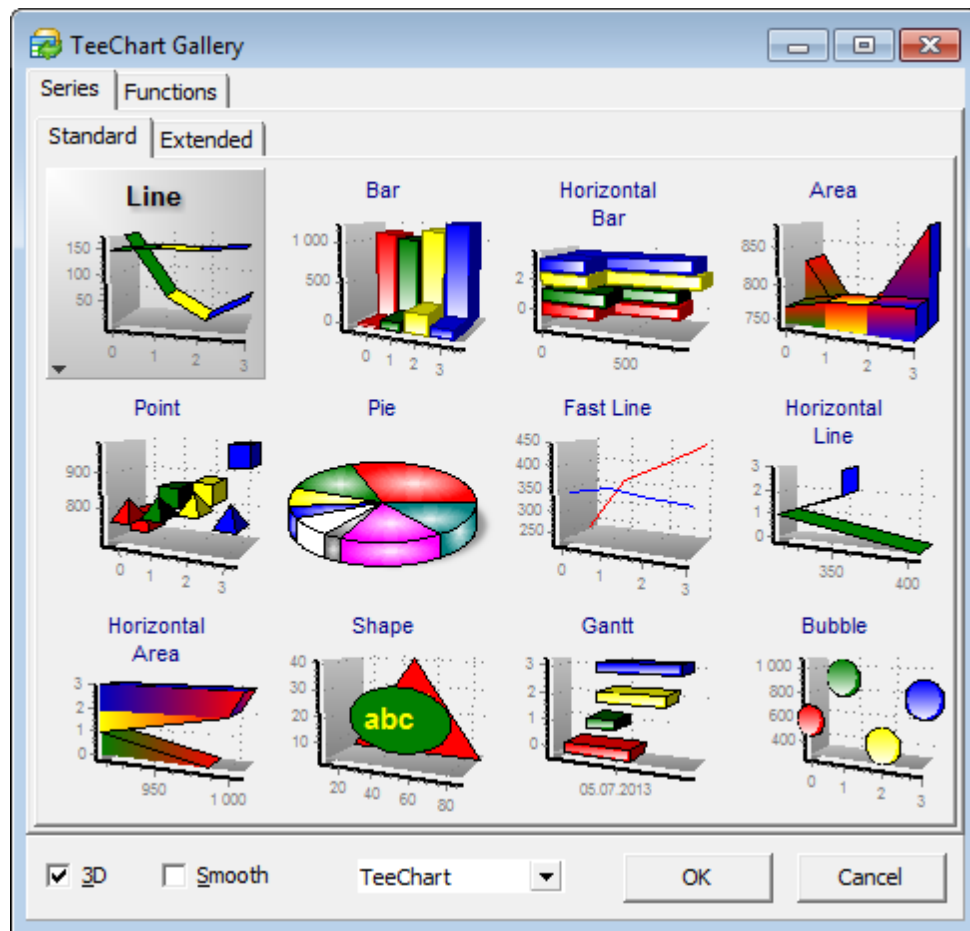 TeeChart Gallery
Series Functions
Standard Extended
Line
150
100
50
0 1 2 3
Bar
1 000
500
0
0 1 2 3
Horizontal
Bar
2
0
0 500
Area
850
800
750
0 1 2 3
Point
900
800
0 1 2 3
Pie
Fast Line
450
400
350
300
250
0 1 2 3
Horizontal
Line
3
2
1
0
350 400
Horizontal
Area
3
2
1
0
950 1 000
Shape
40
30
20
10
abc
20 40 60 80
Gantt
3
2
1
0
05.07.2013
Bubble
1 000
800
600
400
0 1 2 3
3D Smooth TeeChart OK Cancel